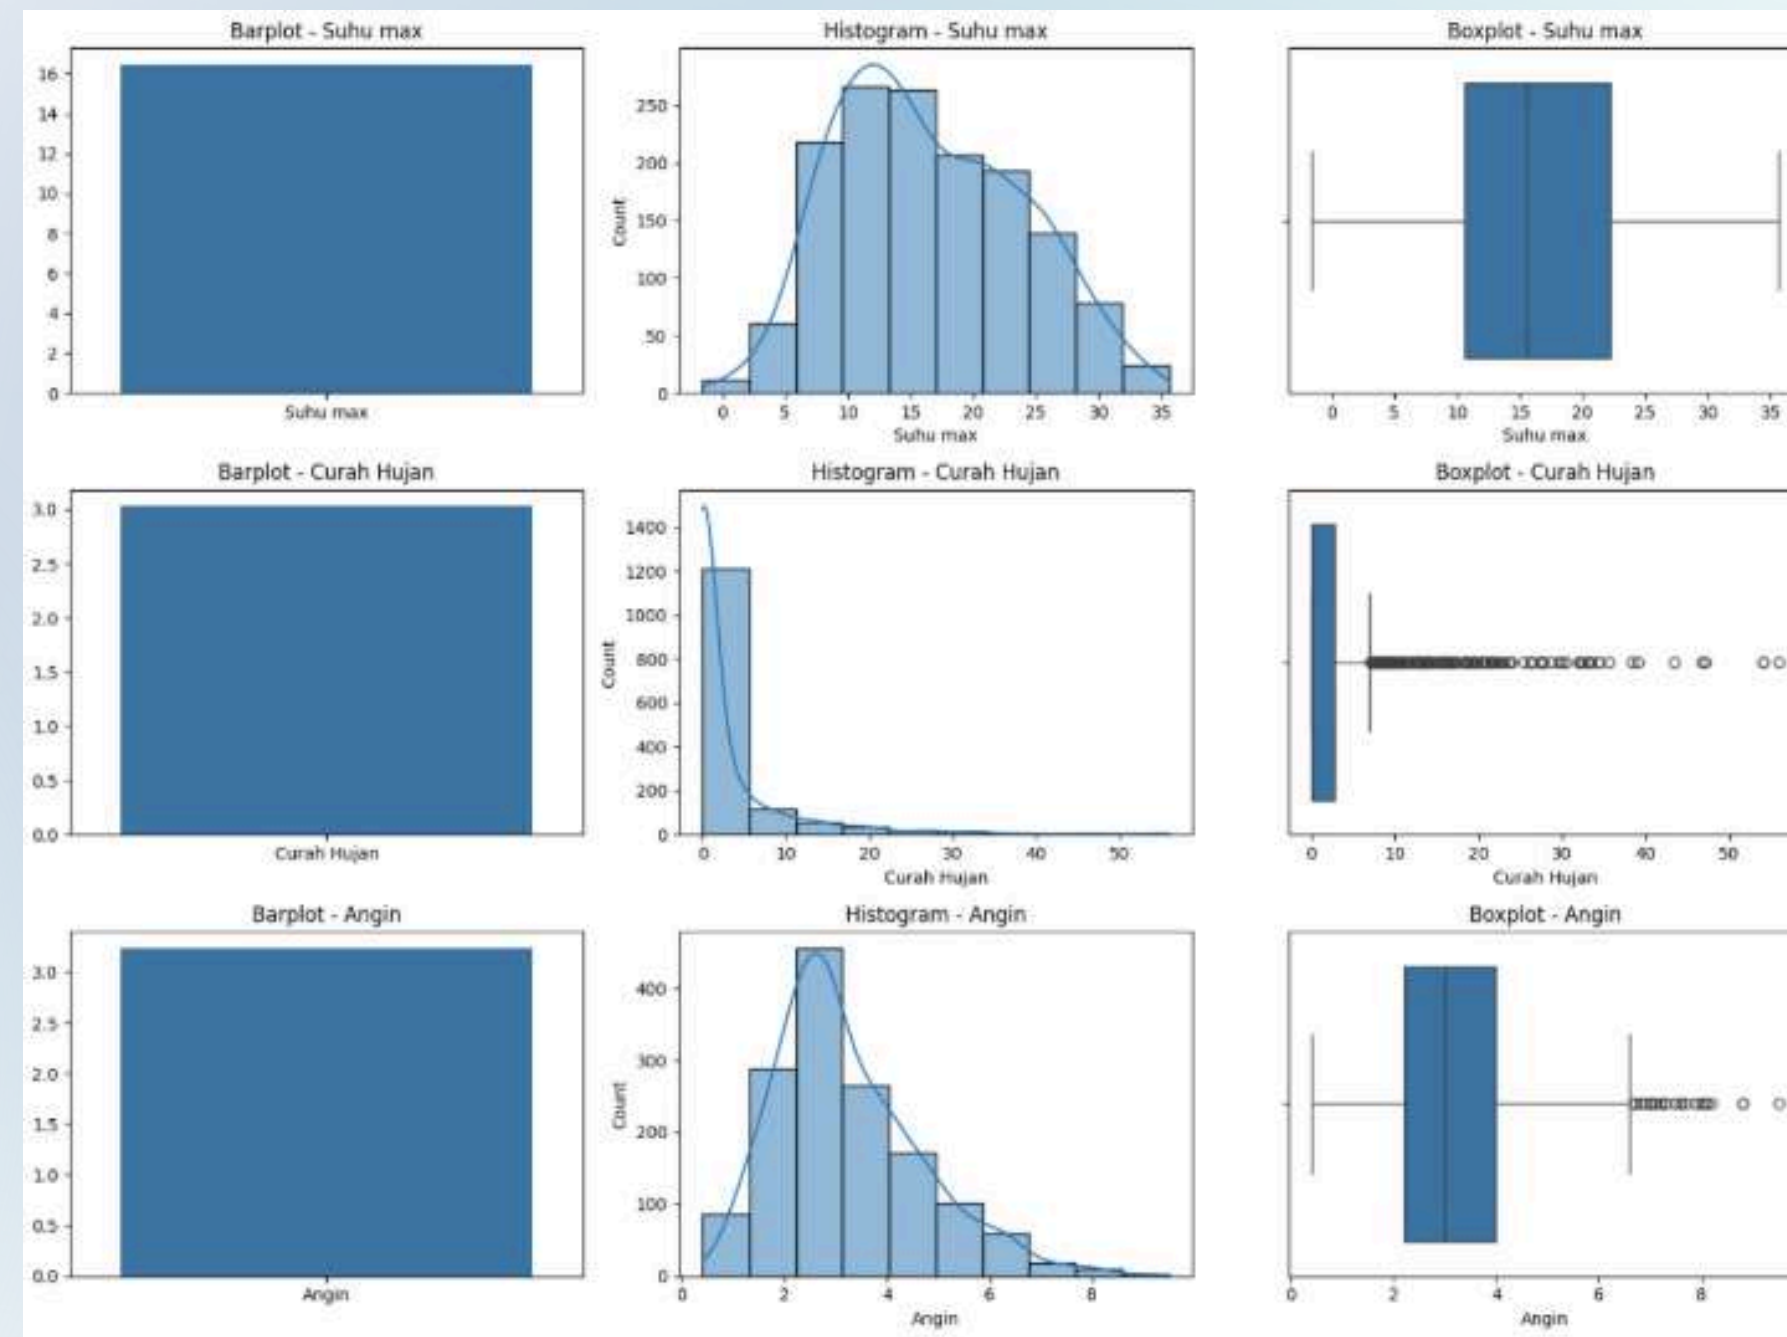 Barplot - Suhu max
16
14
12
10
8
6
4
2
0
Suhu max
Histogram - Suhu max
250
200
150
100
50
0
Count
0 5 10 15 20 25 30 35
Suhu max
Boxplot - Suhu max
0 5 10 15 20 25 30 35
Suhu max
Barplot - Curah Hujan
3.0
2.5
2.0
1.5
1.0
0.5
0.0
Curah Hujan
Histogram - Curah Hujan
1400
1200
1000
800
600
400
200
0
Count
0 10 20 30 40 50
Curah Hujan
Boxplot - Curah Hujan
0 10 20 30 40 50
Curah Hujan
Barplot - Angin
3.0
2.5
2.0
1.5
1.0
0.5
0.0
Angin
Histogram - Angin
400
300
200
100
0
Count
0 2 4 6 8
Angin
Boxplot - Angin
0 2 4 6 8
Angin